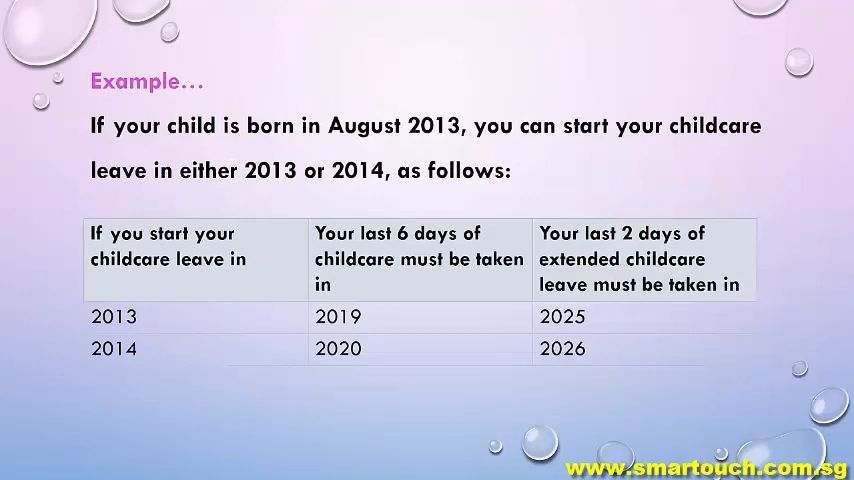 Example...
If your child is born in August 2013, you can start your childcare
leave in either 2013 or 2014, as follows:
If you start your childcare leave in
Your last 6 days of childcare must be taken in
Your last 2 days of extended childcare leave must be taken in
2013 2019 2025
2014 2020 2026
www.smartouch.com.sg